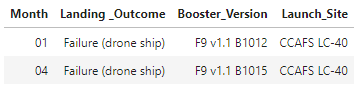 Month Landing _Outcome Booster_Version Launch_Site
01 Failure (drone ship) F9 v1.1 B1012 CCAFS LC-40
04 Failure (drone ship) F9 v1.1 B1015 CCAFS LC-40